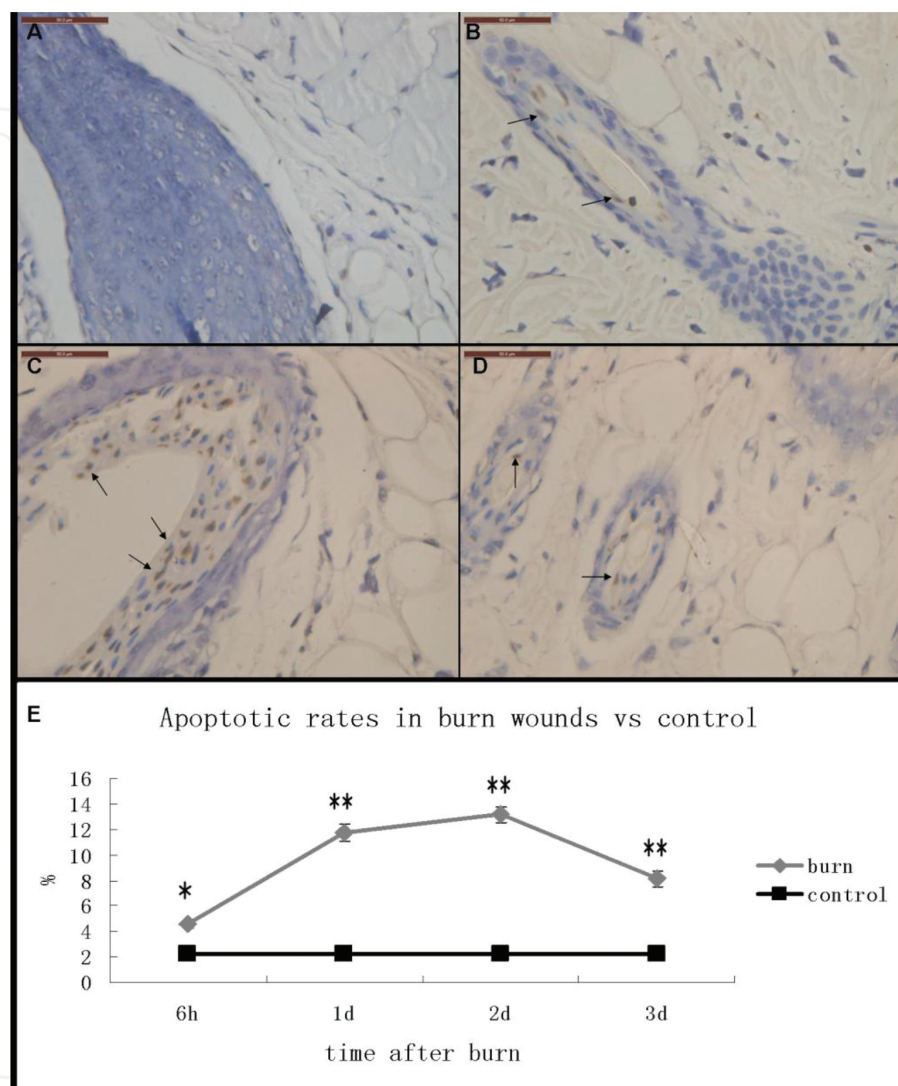 A
B
C
D
E
Apoptotic rates in burn wounds vs control
16
14
12
10
8
6
4
2
0
%
* ** ** **
burn
control
6h 1d 2d 3d
time after burn